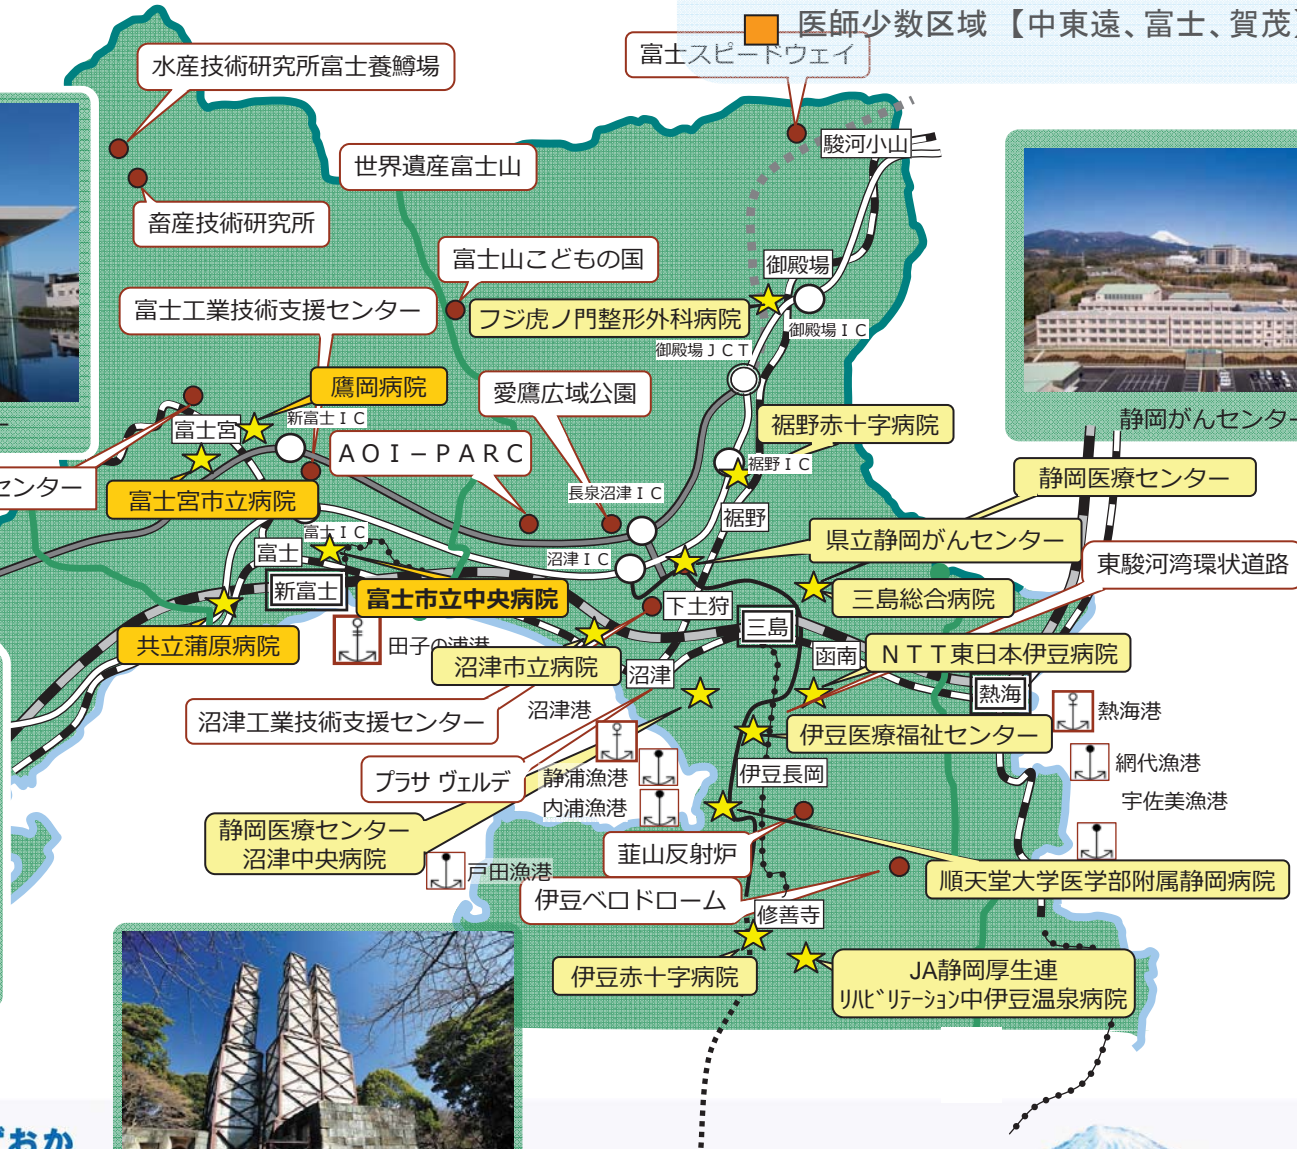 医師少数区域 【中東遠、富士、賀茂】
水産技術研究所富士養鱒場
富士スピードウェイ
駿河小山
世界遺産富士山
畜産技術研究所
富士山こどもの国
御殿場
富士工業技術支援センター
フジ虎ノ門整形外科病院
御殿場ＩＣ
御殿場ＪＣＴ
鷹岡病院
愛鷹広域公園
新富士ＩＣ
富士宮
裾野赤十字病院
静岡がんセンター
ＡＯＩ－ＰＡＲＣ
裾野ＩＣ
静岡医療センター
センター
富士宮市立病院
長泉沼津ＩＣ
裾野
富士ＩＣ
県立静岡がんセンター
富士
沼津ＩＣ
東駿河湾環状道路
新富士
富士市立中央病院
下土狩
三島総合病院
三島
共立蒲原病院
田子の浦港
沼津市立病院
沼津
函南
ＮＴＴ東日本伊豆病院
熱海
沼津工業技術支援センター
沼津港
熱海港
伊豆医療福祉センター
プラサ ヴェルデ
静浦漁港
伊豆長岡
網代漁港
内浦漁港
宇佐美漁港
静岡医療センター
沼津中央病院
韮山反射炉
戸田漁港
順天堂大学医学部附属静岡病院
伊豆ベロドローム
修善寺
伊豆赤十字病院
JA静岡厚生連
ﾘﾊﾋﾞﾘﾃｰｼｮﾝ中伊豆温泉病院
おか